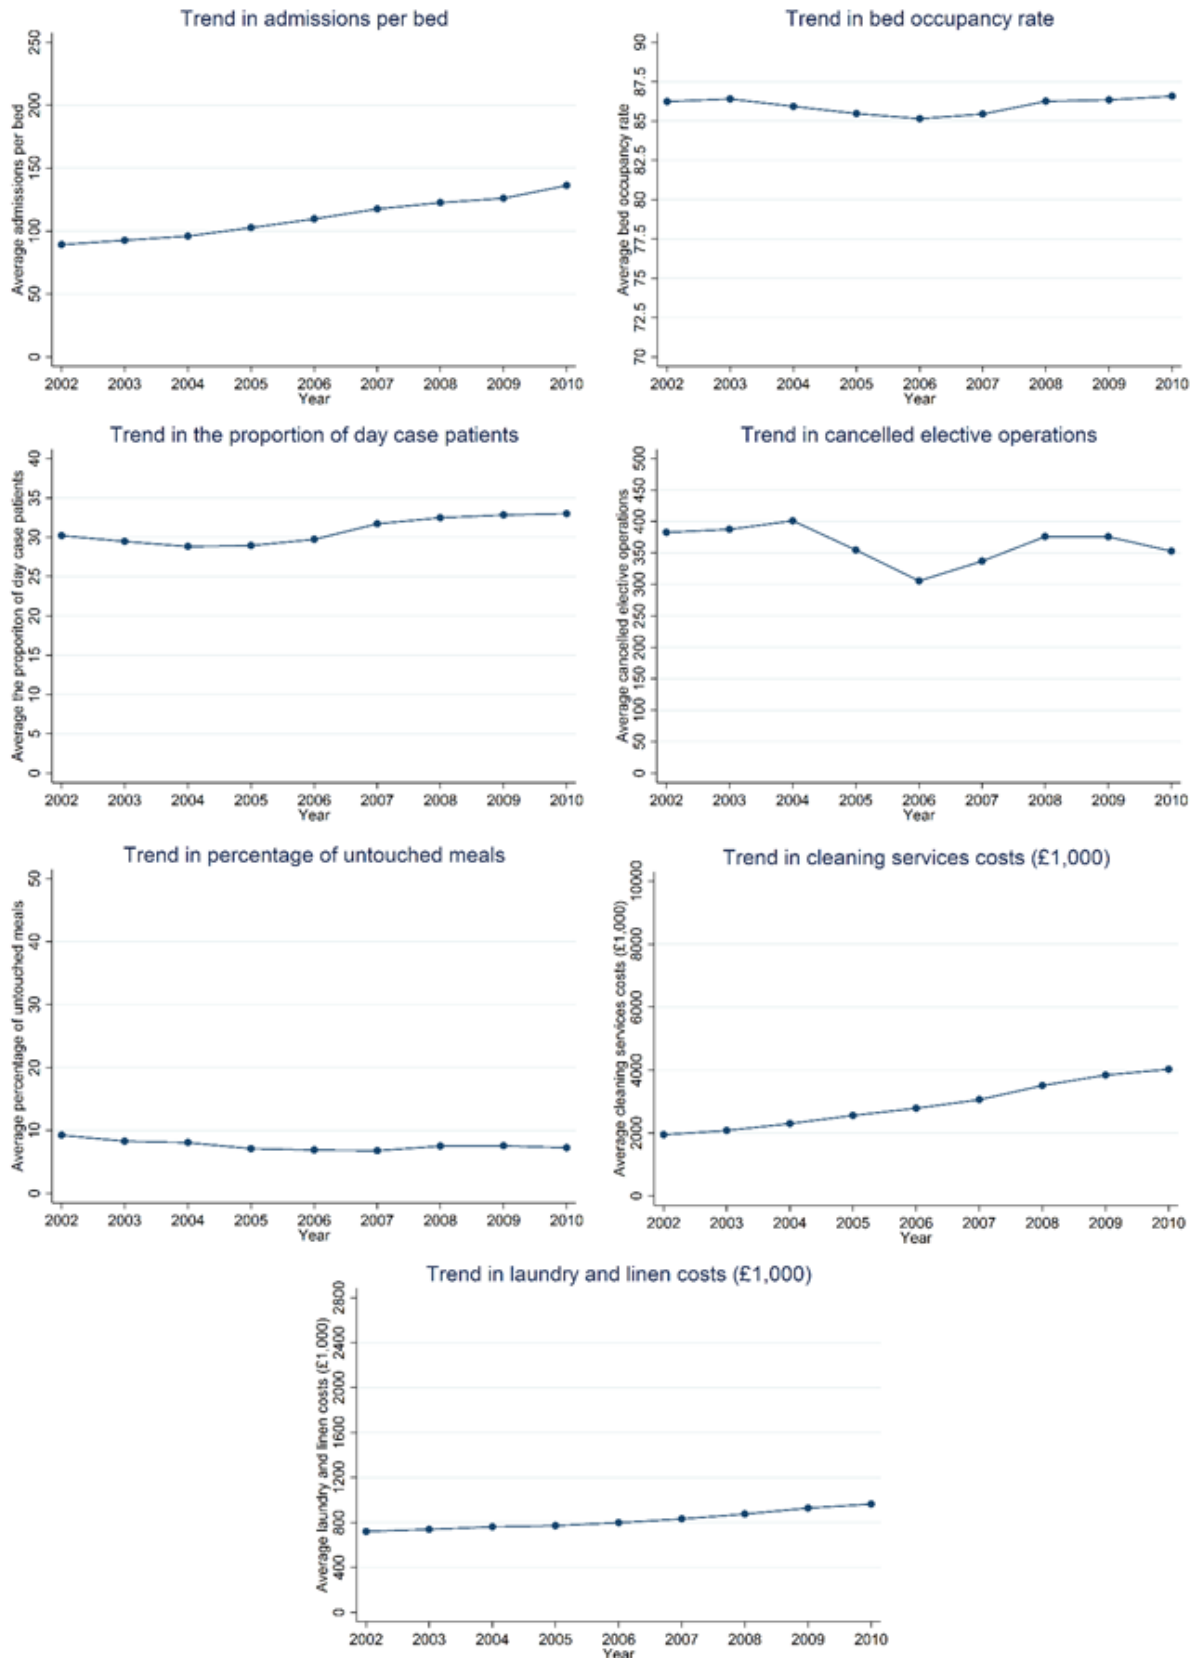 Trend in admissions per bed
Average admissions per bed
250
200
150
100
50
0
2002 2003 2004 2005 2006 2007 2008 2009 2010
Year
Trend in bed occupancy rate
Average bed occupancy rate
90
87.5
85
82.5
80
77.5
75
72.5
70
2002 2003 2004 2005 2006 2007 2008 2009 2010
Year
Trend in the proportion of day case patients
Average the proportion of day case patients
40
35
30
25
20
15
10
5
0
2002 2003 2004 2005 2006 2007 2008 2009 2010
Year
Trend in cancelled elective operations
Average cancelled elective operations
500
450
400
350
300
250
200
150
100
50
0
2002 2003 2004 2005 2006 2007 2008 2009 2010
Year
Trend in percentage of untouched meals
Average percentage of untouched meals
50
40
30
20
10
0
2002 2003 2004 2005 2006 2007 2008 2009 2010
Year
Trend in cleaning services costs (£1,000)
Average cleaning services costs (£1,000)
10000
8000
6000
4000
2000
0
2002 2003 2004 2005 2006 2007 2008 2009 2010
Year
Trend in laundry and linen costs (£1,000)
Average laundry and linen costs (£1,000)
2800
2400
2000
1600
1200
800
400
0
2002 2003 2004 2005 2006 2007 2008 2009 2010
Year